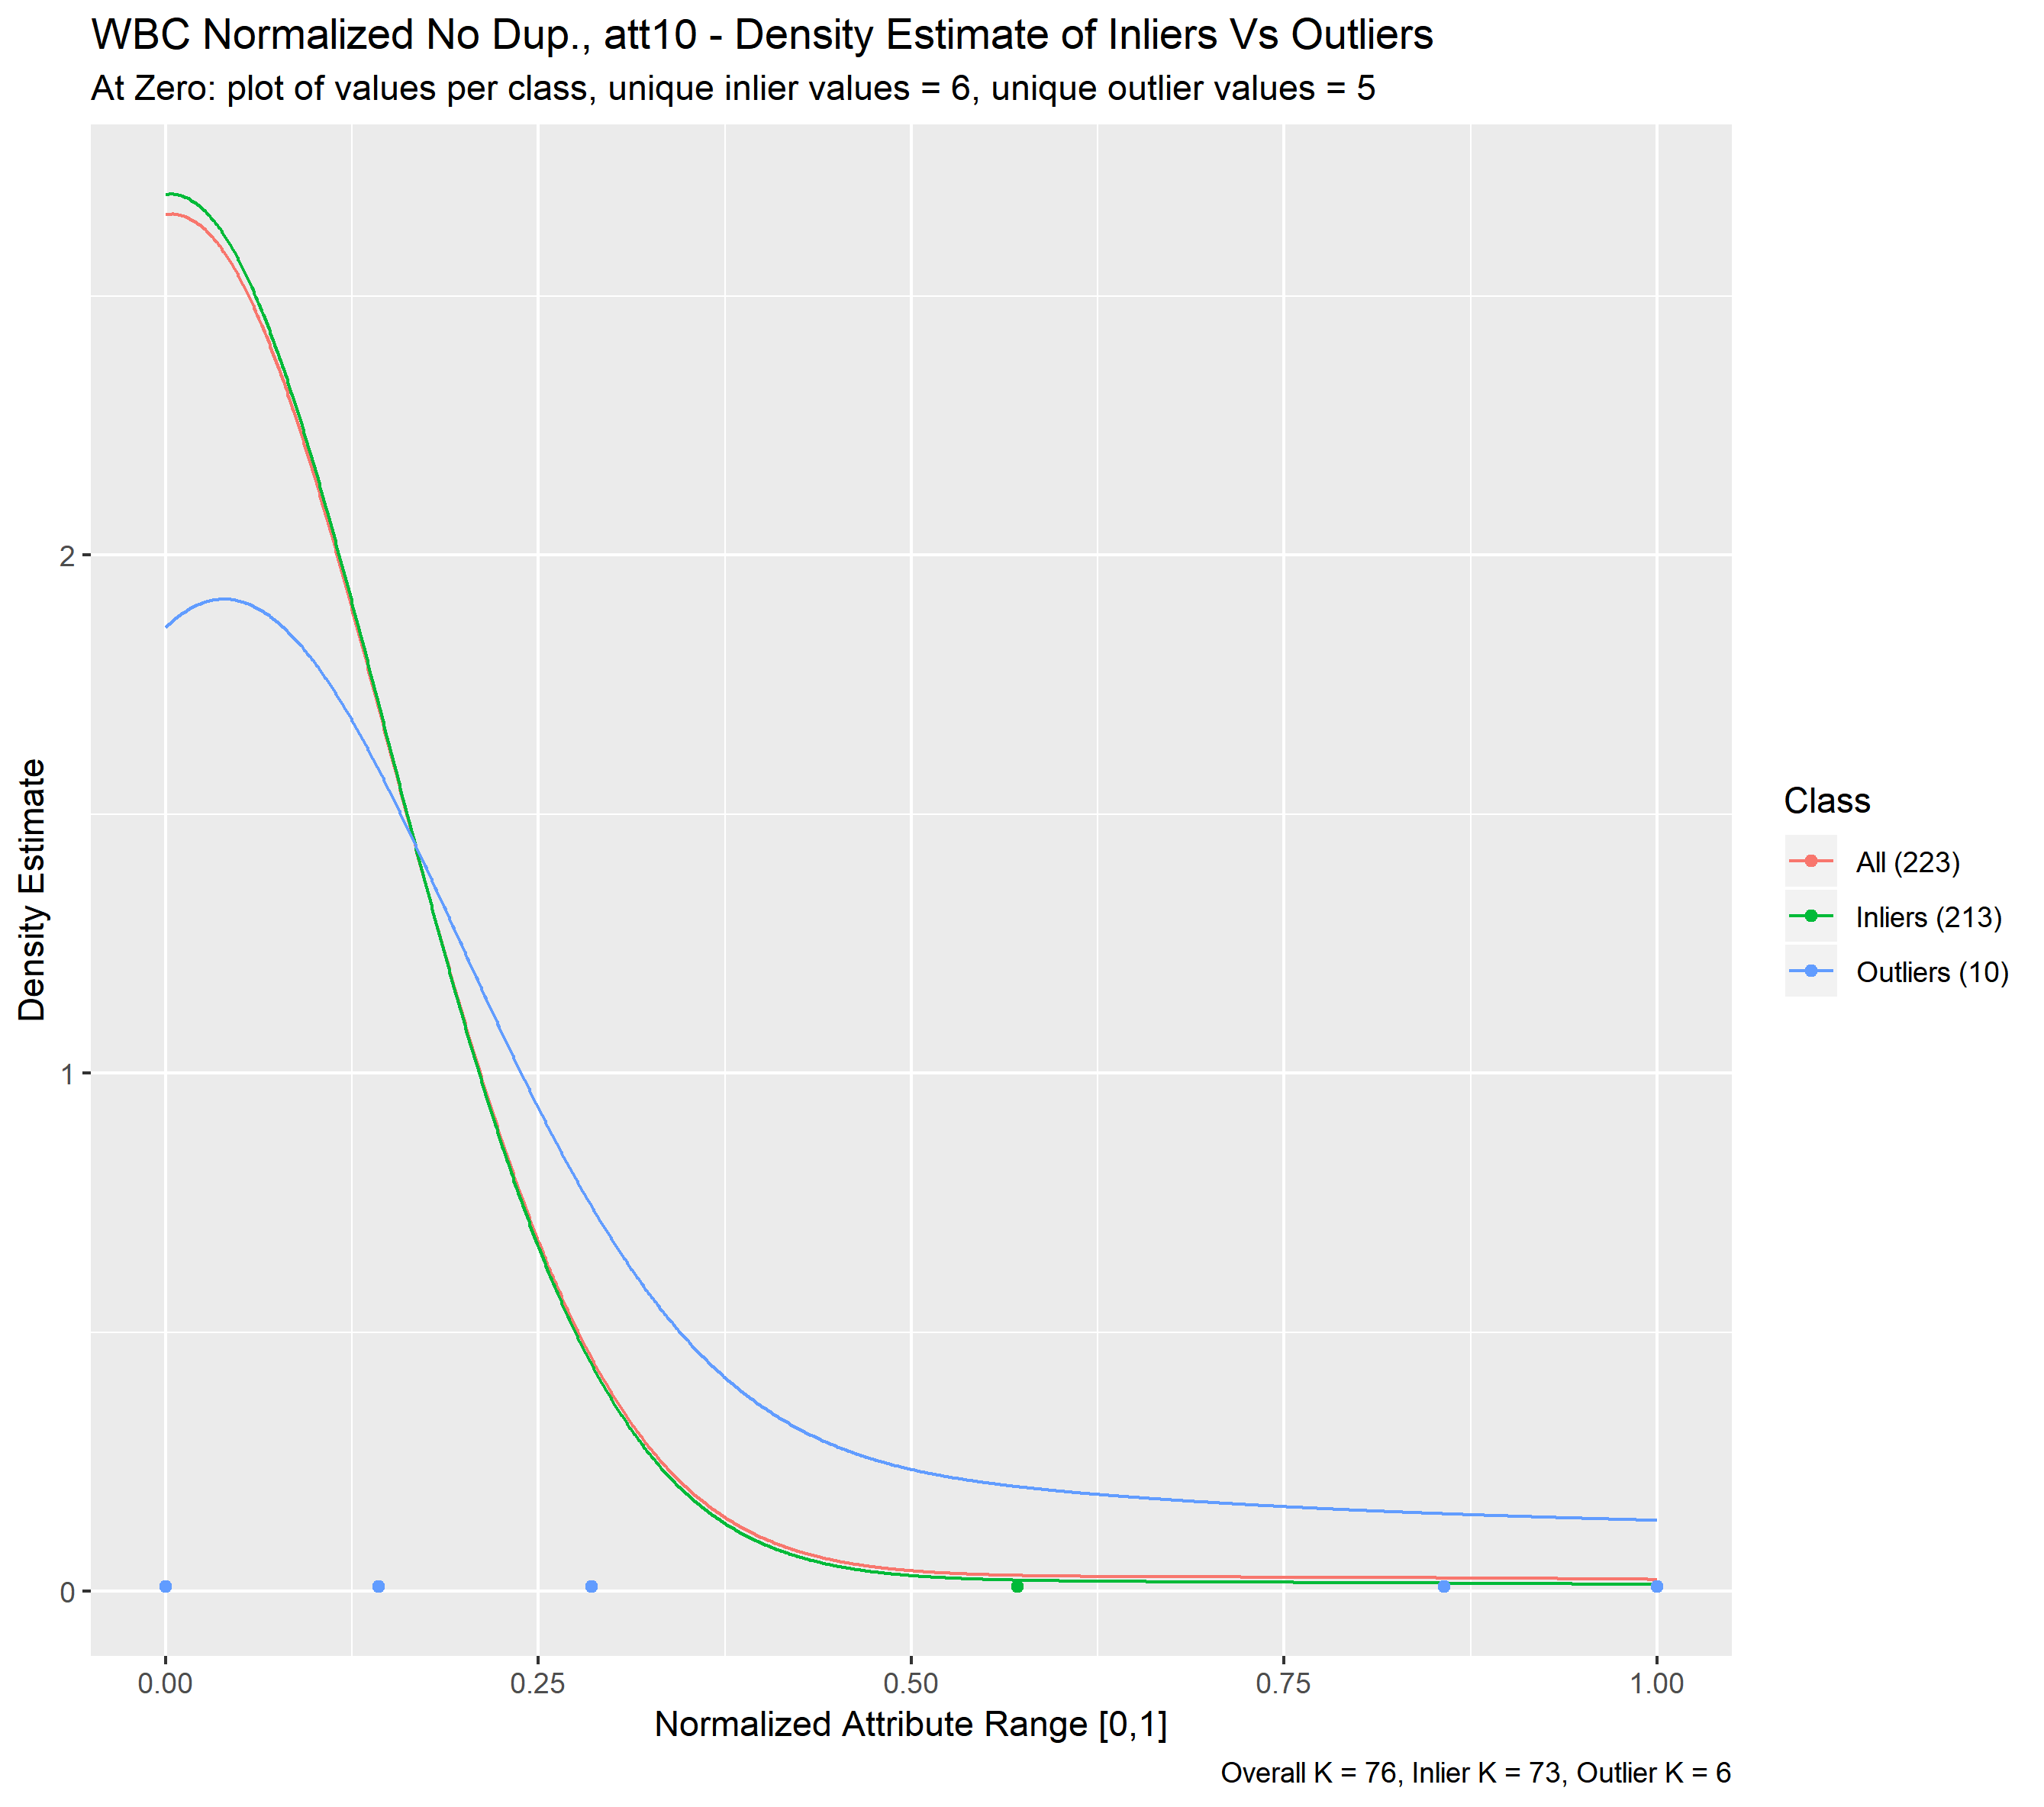 WBC Normalized No Dup., att10 - Density Estimate of Inliers Vs Outliers
At Zero: plot of values per class, unique inlier values = 6, unique outlier values = 5
Density Estimate
2
1
0
0.00
0.25
0.50
0.75
1.00
Normalized Attribute Range [0,1]
Overall K = 76, Inlier K = 73, Outlier K = 6
Class
All (223)
Inliers (213)
Outliers (10)